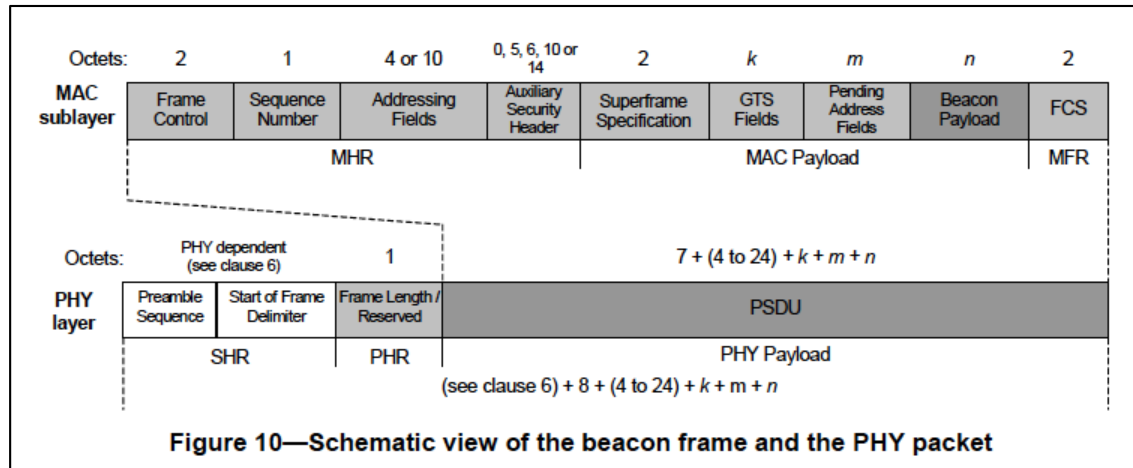 Octets: 2 1 4 or 10 0, 5, 6, 10 or 14 2 k m n 2
MAC sublayer
Frame Control
Sequence Number
Addressing Fields
Auxiliary Security Header
Superframe Specification
GTS Fields
Pending Address Fields
Beacon Payload
FCS
MHR MAC Payload MFR
Octets: PHY dependent (see clause 6) 1 7 + (4 to 24) + k + m + n
PHY layer
Preamble Sequence
Start of Frame Delimiter
Frame Length / Reserved
PSDU
SHR PHR PHY Payload
(see clause 6) + 8 + (4 to 24) + k + m + n
Figure 10—Schematic view of the beacon frame and the PHY packet